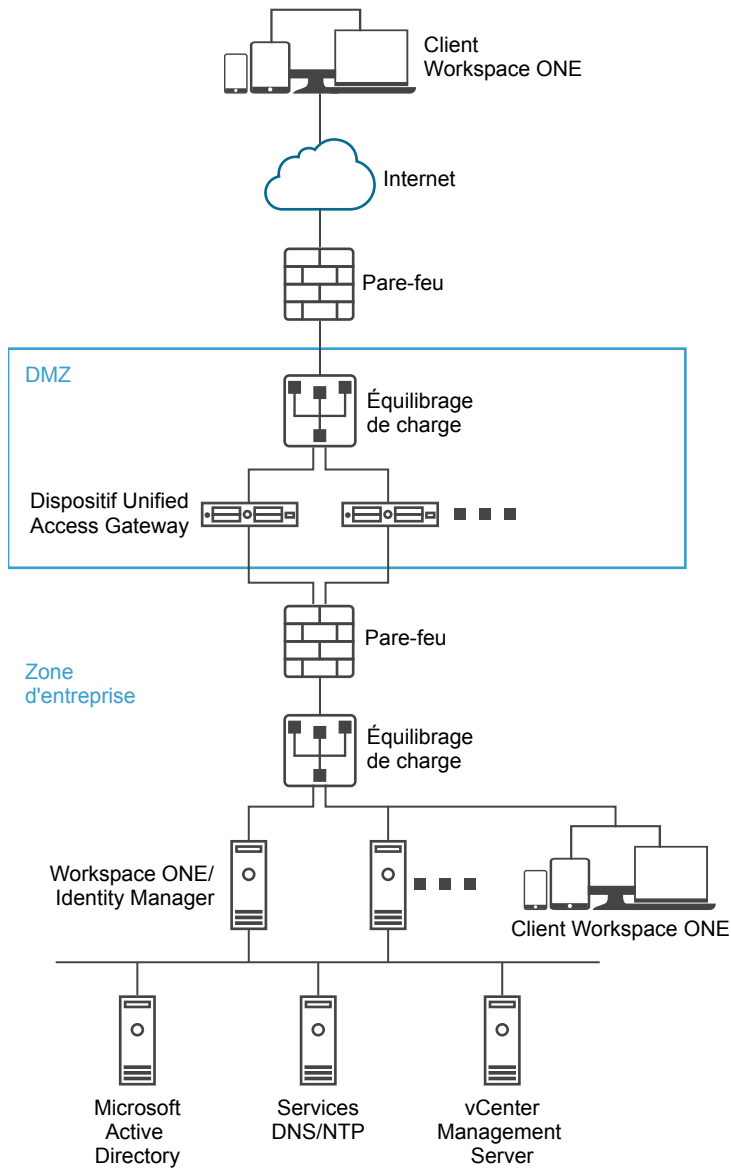 Client
Workspace ONE
Internet
Pare-feu
DMZ
Équilibrage
de charge
Dispositif Unified
Access Gateway
Pare-feu
Zone
d'entreprise
Équilibrage
de charge
Workspace ONE/
Identity Manager
Client Workspace ONE
Microsoft
Active
Directory
Services
DNS/NTP
vCenter
Management
Server